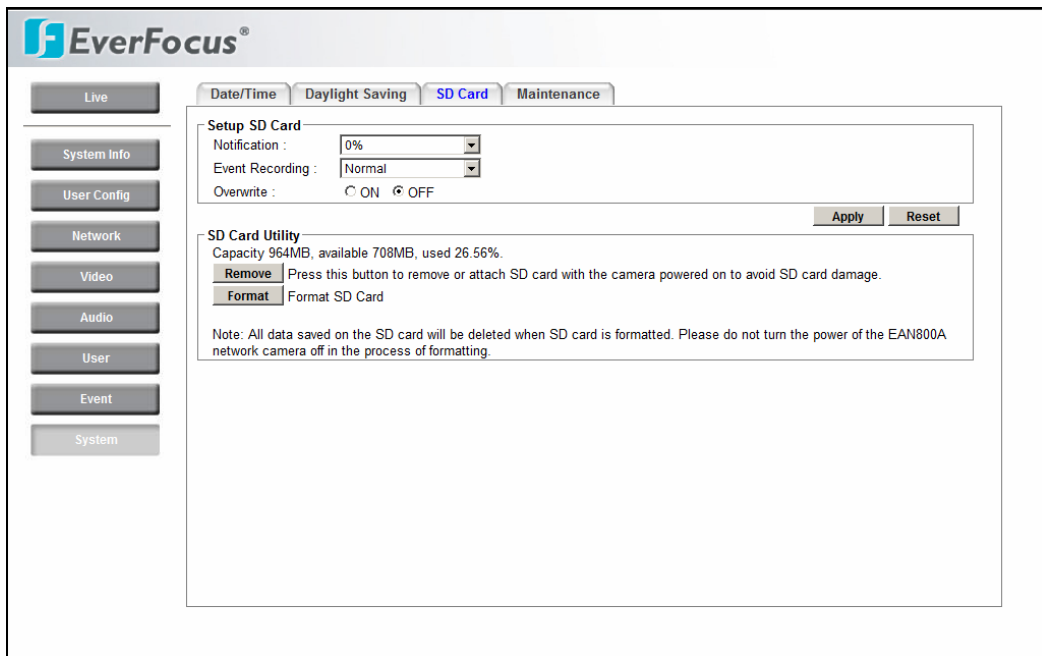 EverFocus®
Live
System Info
User Config
Network
Video
Audio
User
Event
System
Date/Time
Daylight Saving
SD Card
Maintenance
Setup SD Card
Notification : 0%
Event Recording : Normal
Overwrite : ON OFF
Apply Reset
SD Card Utility
Capacity 964MB, available 708MB, used 26.56%.
Remove Press this button to remove or attach SD card with the camera powered on to avoid SD card damage.
Format Format SD Card
Note: All data saved on the SD card will be deleted when SD card is formatted. Please do not turn the power of the EAN800A
network camera off in the process of formatting.